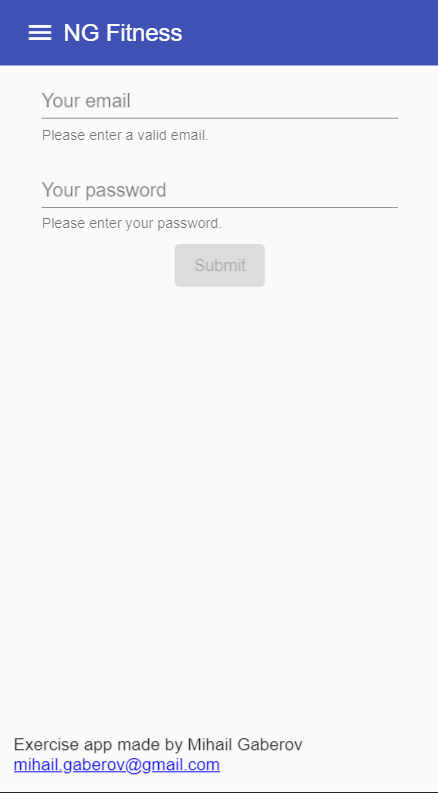 NG Fitness
Your email
Please enter a valid email.
Your password
Please enter your password.
Submit
Exercise app made by Mihail Gaberov
mihail.gaberov@gmail.com